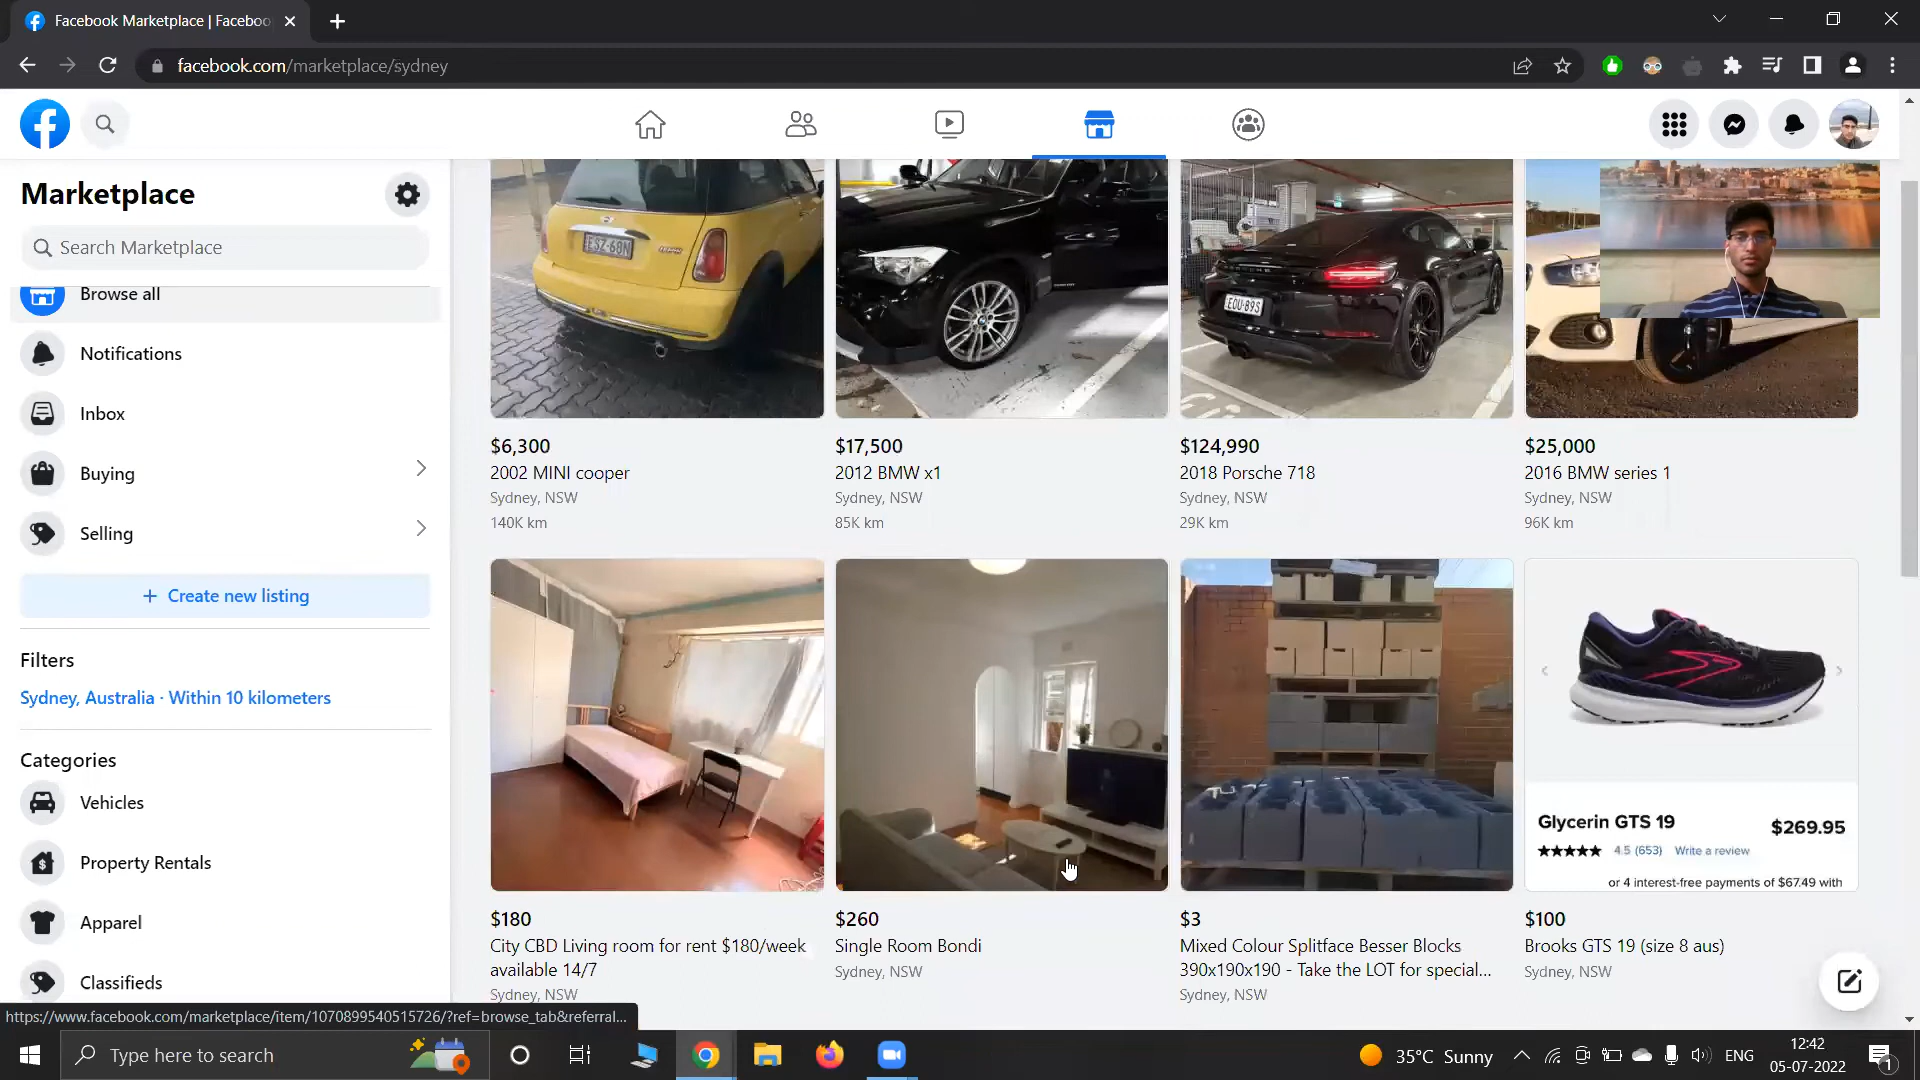 Facebook Marketplace | Faceboo
facebook.com/marketplace/sydney
Marketplace
Search Marketplace
Browse all
Notifications
Inbox
Buying
Selling
+ Create new listing
Filters
Sydney, Australia · Within 10 kilometers
Categories
Vehicles
Property Rentals
Apparel
Classifieds
ESZ-68N
EOU-89S
$6,300
2002 MINI cooper
Sydney, NSW
140K km
$17,500
2012 BMW x1
Sydney, NSW
85K km
$124,990
2018 Porsche 718
Sydney, NSW
29K km
$25,000
2016 BMW series 1
Sydney, NSW
96K km
Glycerin GTS 19
$269.95
4.5 (653) Write a review
or 4 interest-free payments of $67.49 with
$180
City CBD Living room for rent $180/week
available 14/7
Sydney, NSW
$260
Single Room Bondi
Sydney, NSW
$3
Mixed Colour Splitface Besser Blocks
390x190x190 - Take the LOT for special...
Sydney, NSW
$100
Brooks GTS 19 (size 8 aus)
Sydney, NSW
https://www.facebook.com/marketplace/item/1070899540515726/?ref=browse_tab&referral...
Type here to search
35°C Sunny
ENG
12:42
05-07-2022
1